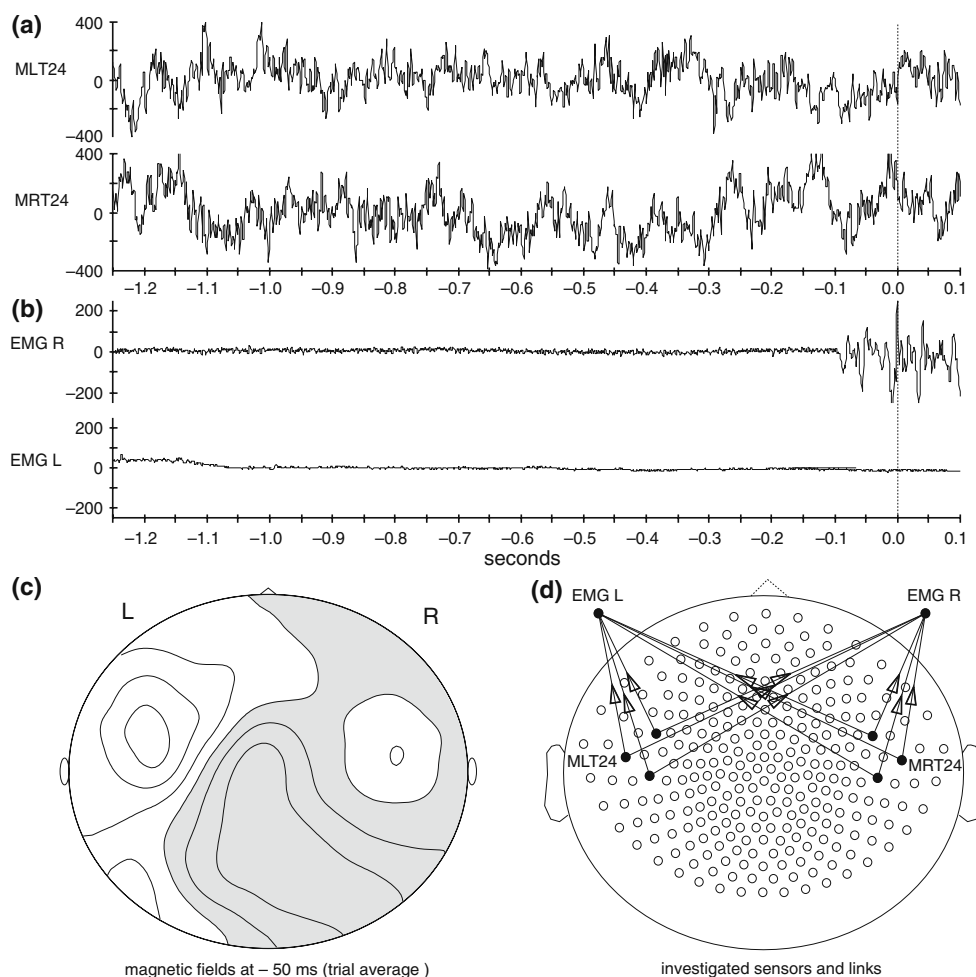 (a)
400
MLT24
0
–400
400
MRT24
0
–400
–1.2 –1.1 –1.0 –0.9 –0.8 –0.7 –0.6 –0.5 –0.4 –0.3 –0.2 –0.1 0.0 0.1
(b)
200
EMG R
0
–200
200
EMG L
0
–200
–1.2 –1.1 –1.0 –0.9 –0.8 –0.7 –0.6 –0.5 –0.4 –0.3 –0.2 –0.1 0.0 0.1
seconds
(c)
L R
magnetic fields at – 50 ms (trial average )
(d)
EMG L EMG R
MLT24 MRT24
investigated sensors and links